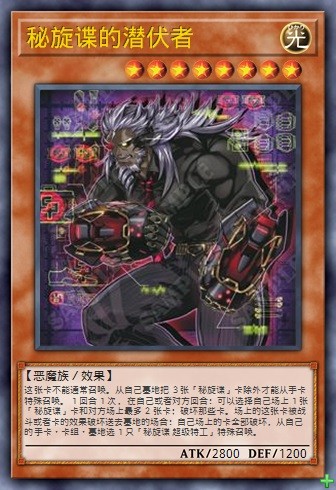 秘旋谍的潜伏者
光
【恶魔族／效果】
这张卡不能通常召唤。从自己墓地把 3 张「秘旋谍」卡除外才能从手卡
特殊召唤。1 回合 1 次，在自己或者对方回合：可以选择自己场上 1 张
「秘旋谍」卡和对方场上最多 2 张卡；破坏那些卡。场上的这张卡被战
斗或者卡的效果破坏送去墓地的场合：自己场上的卡全部破坏，从自己
的手卡·卡组·墓地选 1 只「秘旋谍 超级特工」特殊召唤。
ATK/2800 DEF/1200